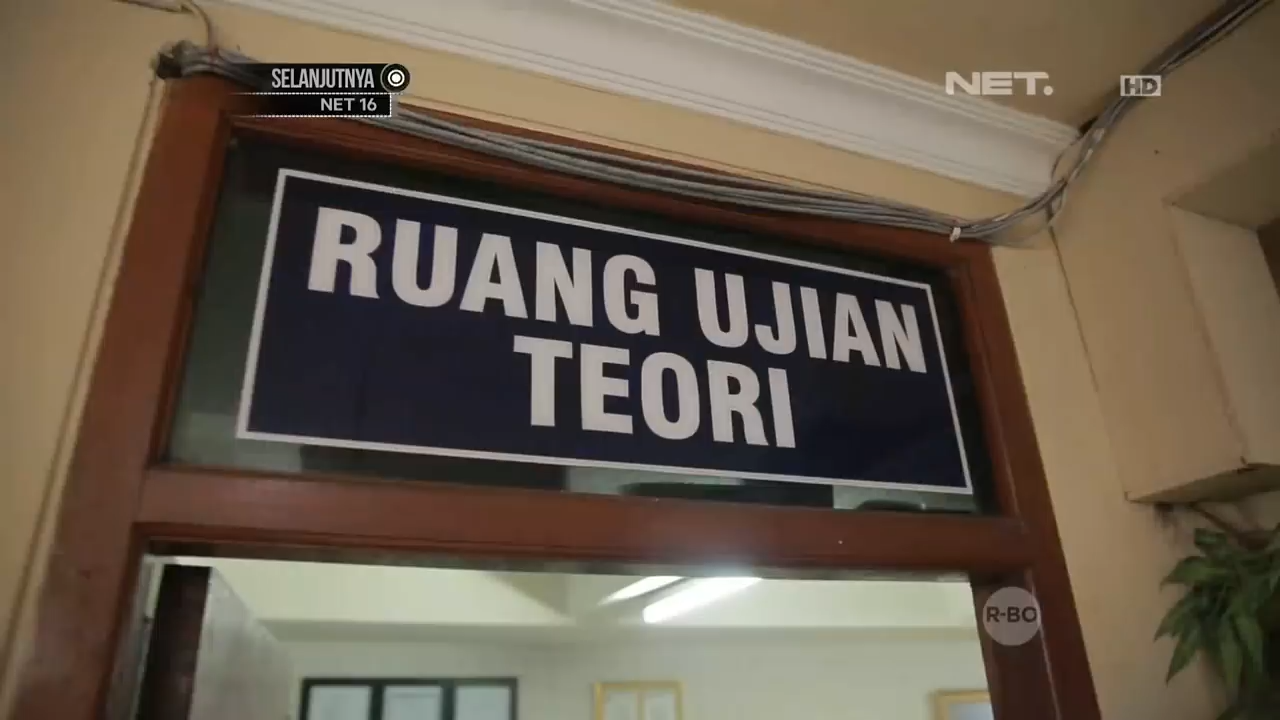 SELANJUTNYA
NET 16
NET.
HD
RUANG UJIAN
TEORI
R-BO